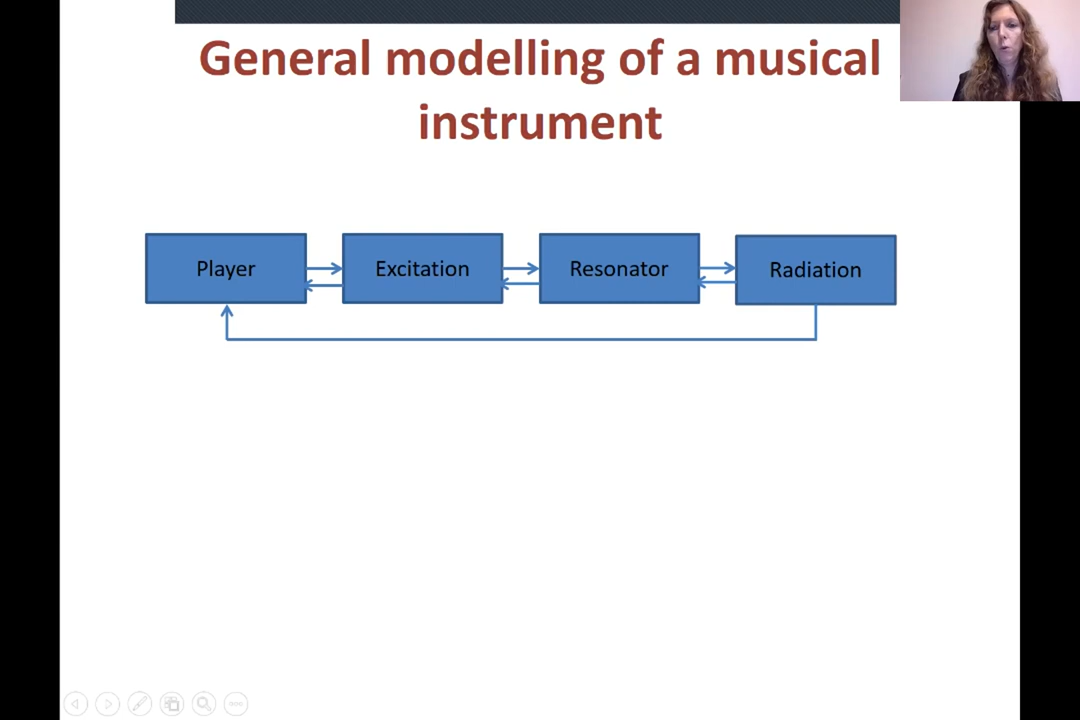 General modelling of a musical
instrument
Player
Excitation
Resonator
Radiation